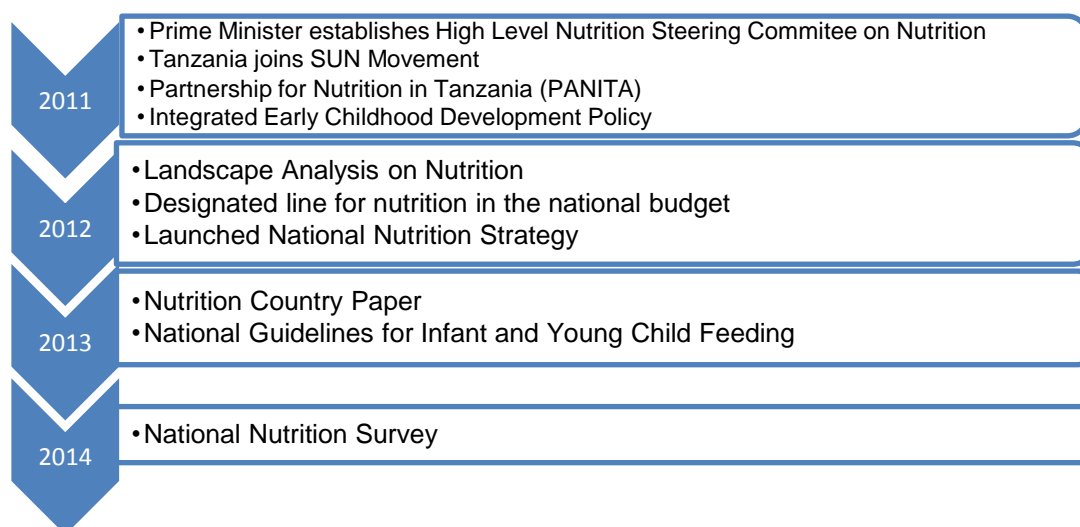 2011
• Prime Minister establishes High Level Nutrition Steering Commitee on Nutrition
• Tanzania joins SUN Movement
• Partnership for Nutrition in Tanzania (PANITA)
• Integrated Early Childhood Development Policy
2012
• Landscape Analysis on Nutrition
• Designated line for nutrition in the national budget
• Launched National Nutrition Strategy
2013
• Nutrition Country Paper
• National Guidelines for Infant and Young Child Feeding
2014
• National Nutrition Survey